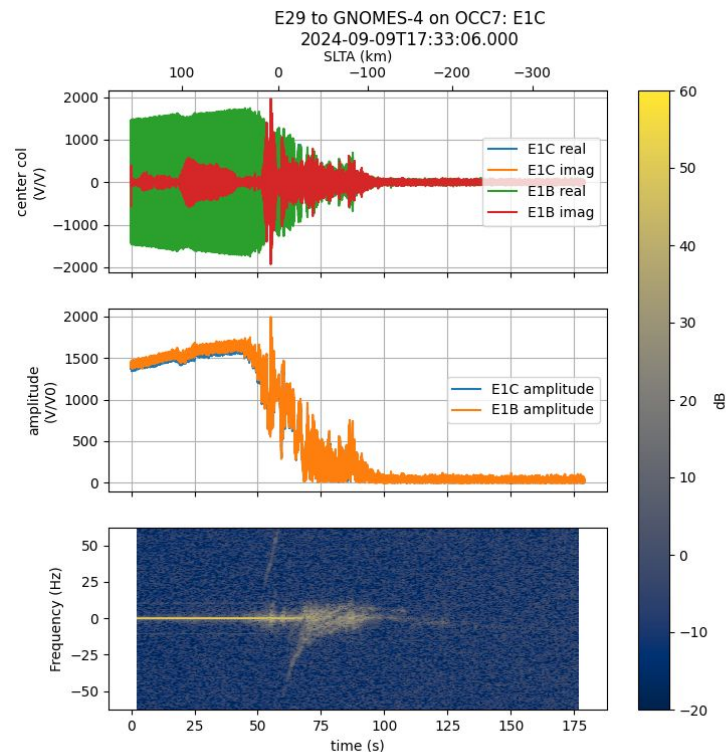 E29 to GNOMES-4 on OCC7: E1C
2024-09-09T17:33:06.000
SLTA (km)
100 0 −100 −200 −300
2000
1000
0
−1000
−2000
center col
(V/V)
E1C real
E1C imag
E1B real
E1B imag
2000
1500
1000
500
0
amplitude
(V/V0)
E1C amplitude
E1B amplitude
50
25
0
−25
−50
Frequency (Hz)
0 25 50 75 100 125 150 175
time (s)
60
50
40
30
20
10
0
−10
−20
dB